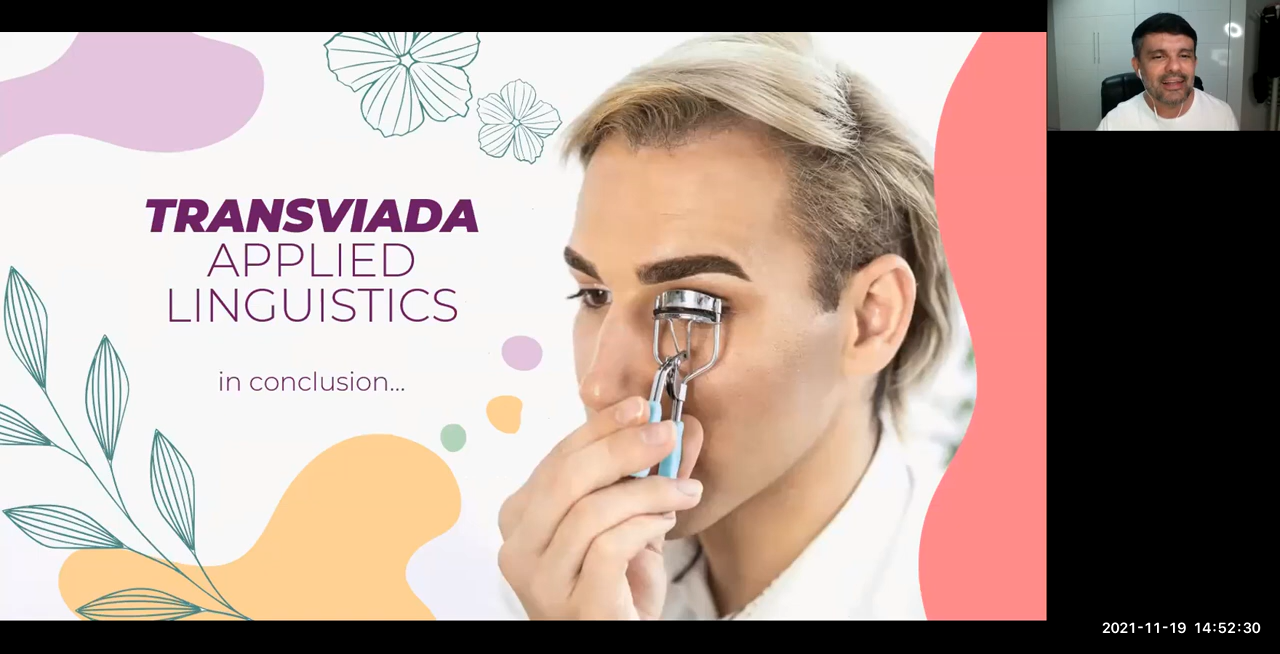 TRANSVIADA
APPLIED
LINGUISTICS
in conclusion...
2021-11-19 14:52:30